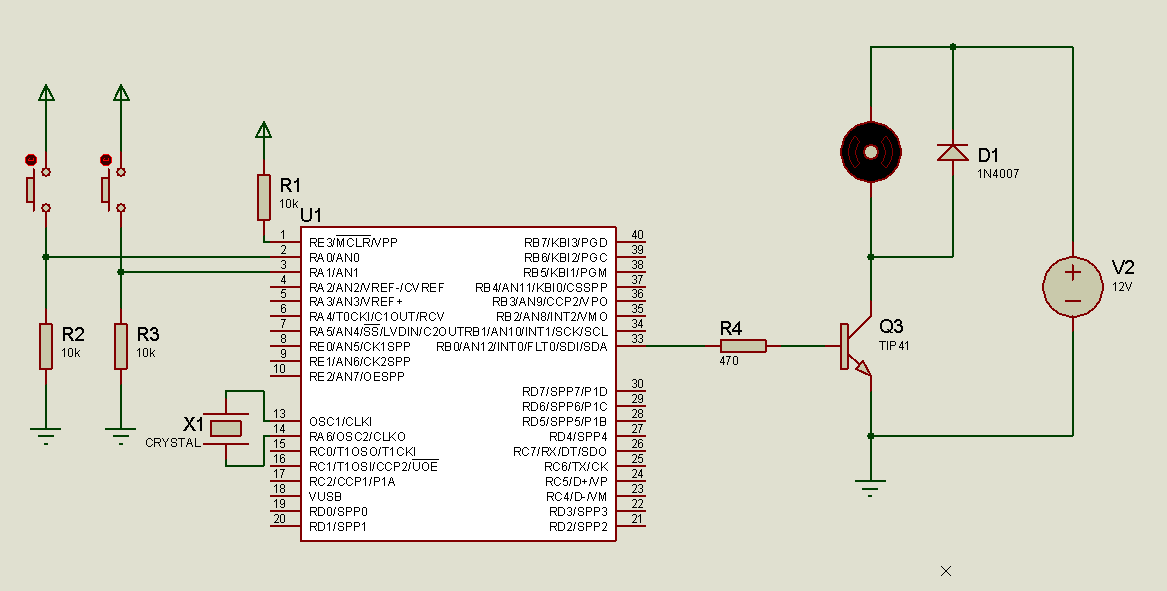 R1
10k
U1
R2
10k
R3
10k
X1
CRYSTAL
1 RE3/MCLR/VPP
2 RA0/AN0
3 RA1/AN1
4 RA2/AN2/VREF-/CVREF
5 RA3/AN3/VREF+
6 RA4/T0CKI/C1OUT/RCV
7 RA5/AN4/SS/LVDIN/C2OUT
8 RE0/AN5/CK1SPP
9 RE1/AN6/CK2SPP
10 RE2/AN7/OESPP
13 OSC1/CLKI
14 RA6/OSC2/CLKO
15 RC0/T1OSO/T1CKI
16 RC1/T1OSI/CCP2/UOE
17 RC2/CCP1/P1A
18 VUSB
19 RD0/SPP0
20 RD1/SPP1
RB7/KBI3/PGD 40
RB6/KBI2/PGC 39
RB5/KBI1/PGM 38
RB4/AN11/KBI0/CSSPP 37
RB3/AN9/CCP2/VPO 36
RB2/AN8/INT2/VMO 35
RB1/AN10/INT1/SCK/SCL 34
RB0/AN12/INT0/FLT0/SDI/SDA 33
RD7/SPP7/P1D 30
RD6/SPP6/P1C 29
RD5/SPP5/P1B 28
RD4/SPP4 27
RC7/RX/DT/SDO 26
RC6/TX/CK 25
RC5/D+/VP 24
RC4/D-/VM 23
RD3/SPP3 22
RD2/SPP2 21
R4
470
Q3
TIP41
D1
1N4007
V2
12V